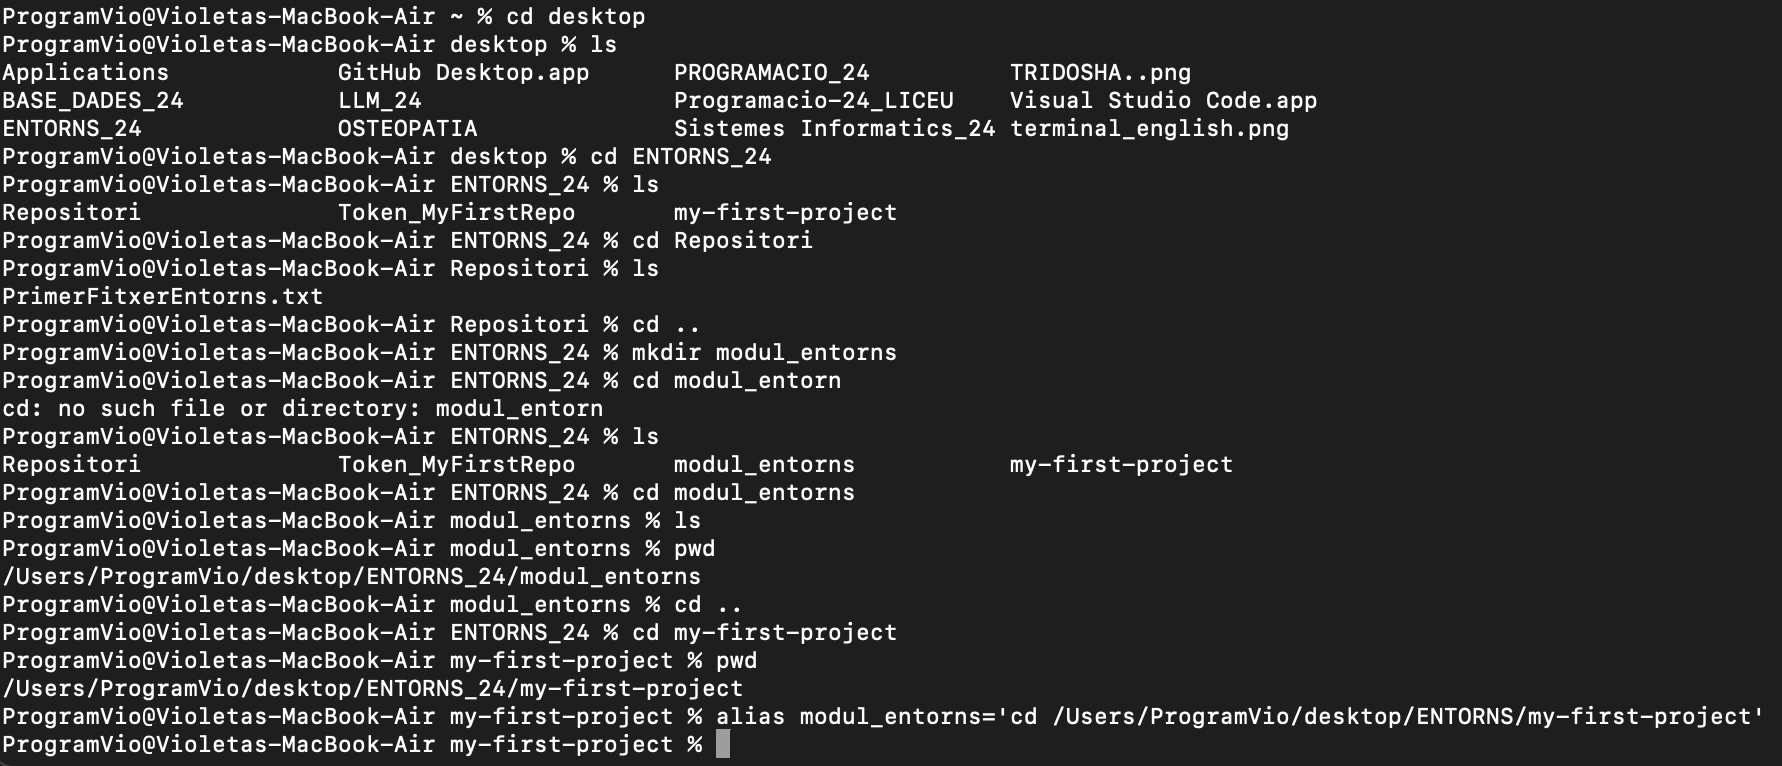 ProgramVio@Violetas-MacBook-Air ~ % cd desktop
ProgramVio@Violetas-MacBook-Air desktop % ls
Applications GitHub Desktop.app PROGRAMACIO_24 TRIDOSHA..png
BASE_DADES_24 LLM_24 Programacio-24_LICEU Visual Studio Code.app
ENTORNS_24 OSTEOPATIA Sistemes Informatics_24 terminal_english.png
ProgramVio@Violetas-MacBook-Air desktop % cd ENTORNS_24
ProgramVio@Violetas-MacBook-Air ENTORNS_24 % ls
Repositori Token_MyFirstRepo my-first-project
ProgramVio@Violetas-MacBook-Air ENTORNS_24 % cd Repositori
ProgramVio@Violetas-MacBook-Air Repositori % ls
PrimerFitxerEntorns.txt
ProgramVio@Violetas-MacBook-Air Repositori % cd ..
ProgramVio@Violetas-MacBook-Air ENTORNS_24 % mkdir modul_entorns
ProgramVio@Violetas-MacBook-Air ENTORNS_24 % cd modul_entorn
cd: no such file or directory: modul_entorn
ProgramVio@Violetas-MacBook-Air ENTORNS_24 % ls
Repositori Token_MyFirstRepo modul_entorns my-first-project
ProgramVio@Violetas-MacBook-Air ENTORNS_24 % cd modul_entorns
ProgramVio@Violetas-MacBook-Air modul_entorns % ls
ProgramVio@Violetas-MacBook-Air modul_entorns % pwd
/Users/ProgramVio/desktop/ENTORNS_24/modul_entorns
ProgramVio@Violetas-MacBook-Air modul_entorns % cd ..
ProgramVio@Violetas-MacBook-Air ENTORNS_24 % cd my-first-project
ProgramVio@Violetas-MacBook-Air my-first-project % pwd
/Users/ProgramVio/desktop/ENTORNS_24/my-first-project
ProgramVio@Violetas-MacBook-Air my-first-project % alias modul_entorns='cd /Users/ProgramVio/desktop/ENTORNS/my-first-project'
ProgramVio@Violetas-MacBook-Air my-first-project %